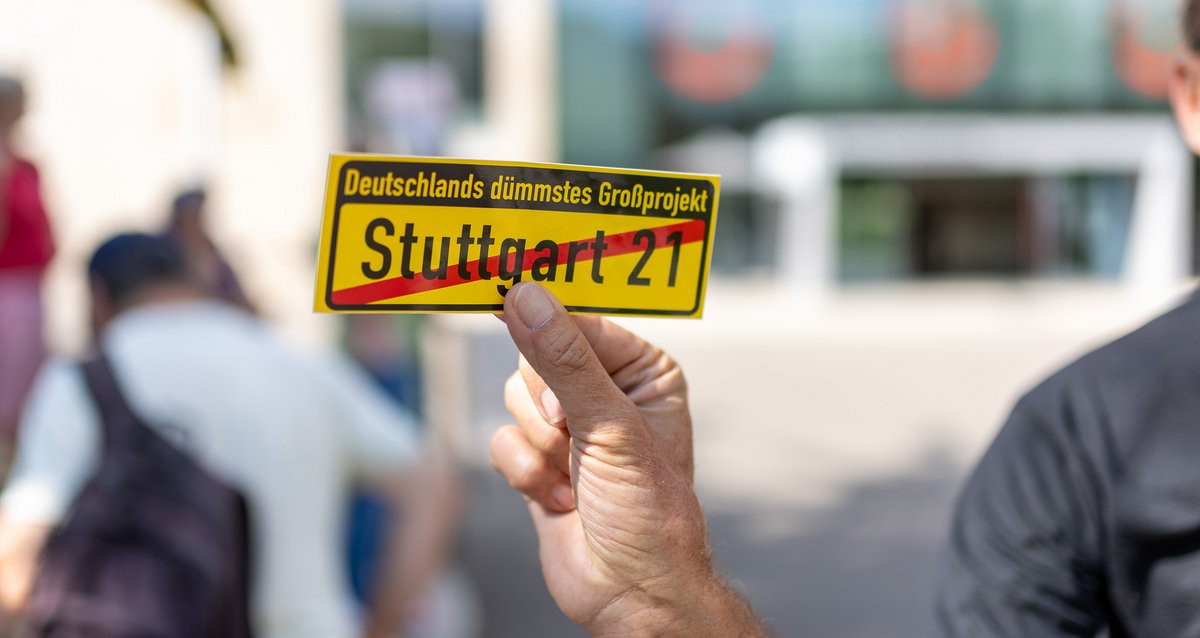 Deutschlands dümmstes Großprojekt
Stuttgart 21